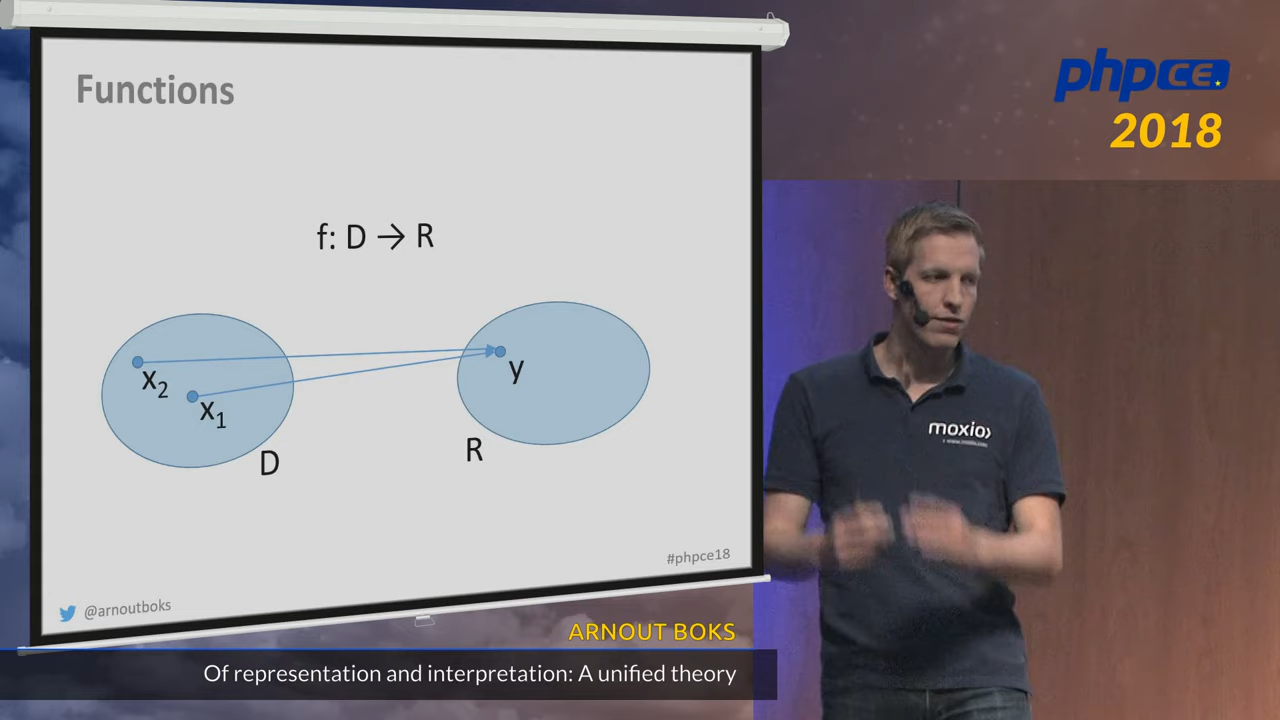 Functions
f: D → R
x2
x1
y
D
R
#phpce18
@arnoutboks
phpce
2018
moxio
ARNOUT BOKS
Of representation and interpretation: A unified theory